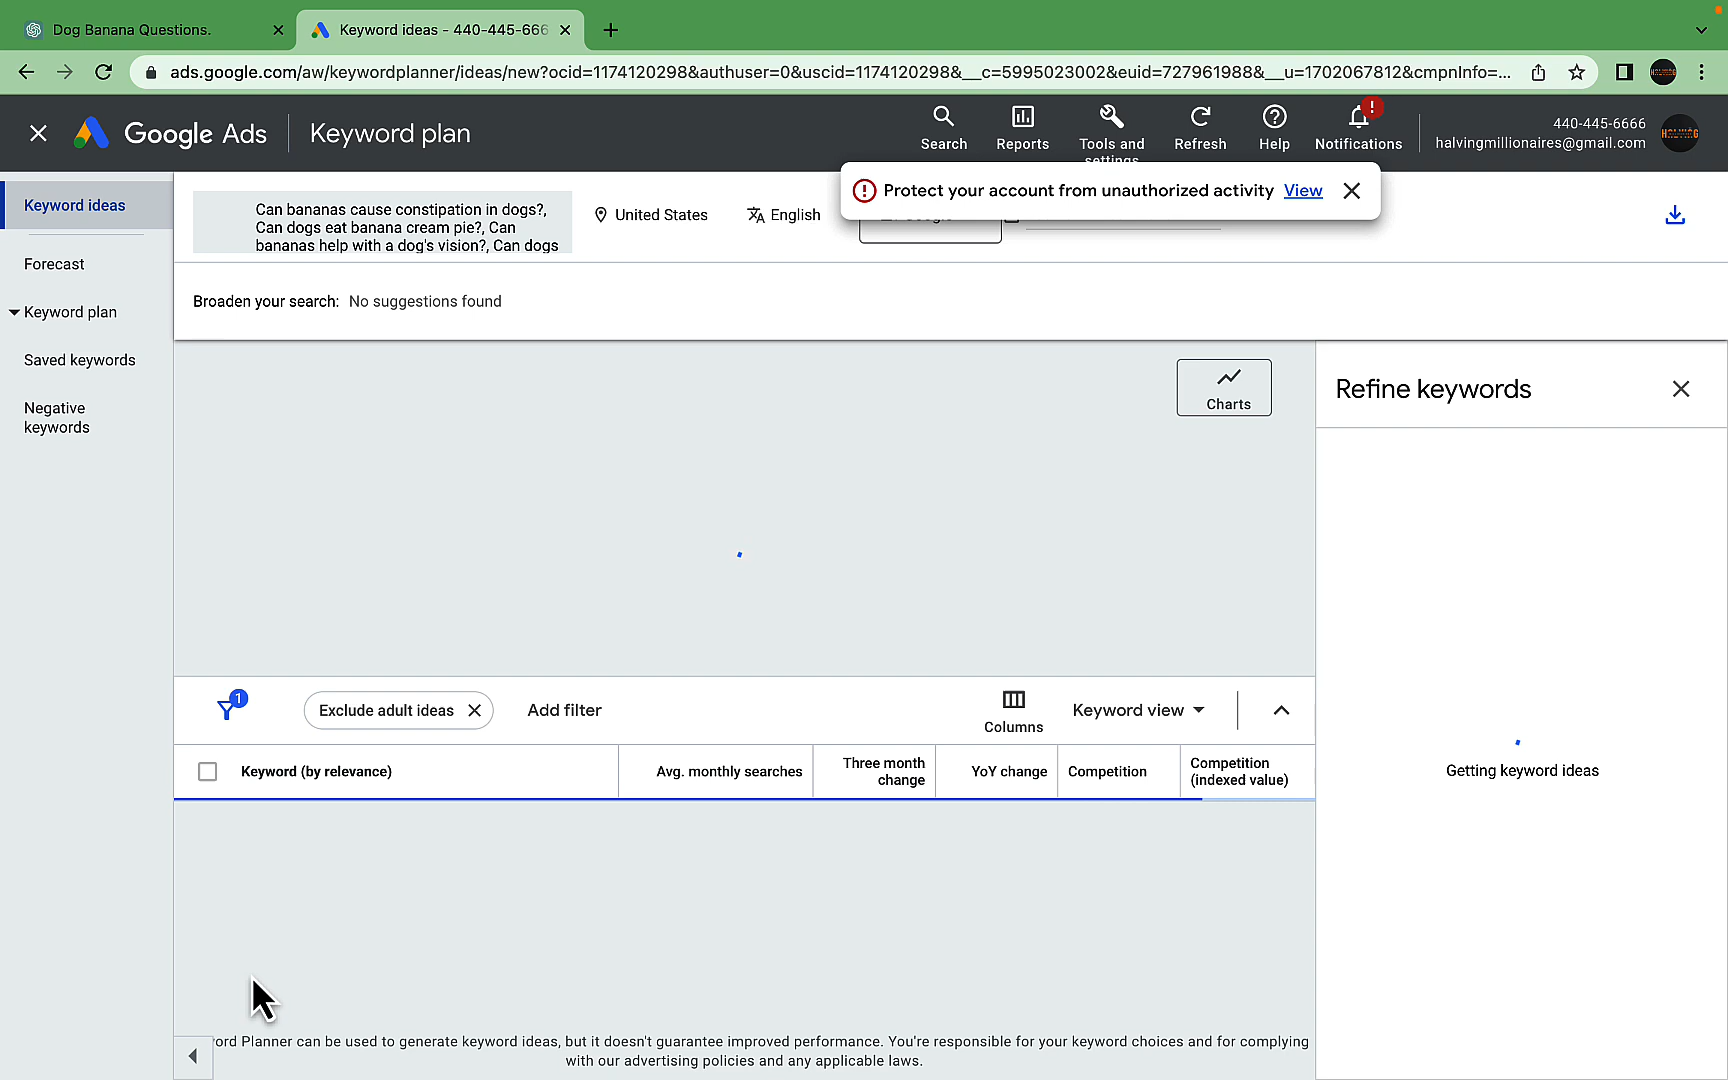 Dog Banana Questions.
Keyword ideas - 440-445-666
ads.google.com/aw/keywordplanner/ideas/new?ocid=1174120298&authuser=0&uscid=1174120298&__c=5995023002&euid=727961988&__u=1702067812&cmpnInfo=...
Google Ads
Keyword plan
Search
Reports
Tools and settings
Refresh
Help
!
Notifications
440-445-6666
halvingmillionaires@gmail.com
HALVING
Protect your account from unauthorized activity View
Keyword ideas
Forecast
Keyword plan
Saved keywords
Negative
keywords
Can bananas cause constipation in dogs?,
Can dogs eat banana cream pie?, Can
bananas help with a dog's vision?, Can dogs
United States
English
Broaden your search: No suggestions found
Charts
Refine keywords
Getting keyword ideas
1
Exclude adult ideas
Add filter
Columns
Keyword view
Keyword (by relevance)
Avg. monthly searches
Three month
change
YoY change
Competition
Competition
(indexed value)
ord Planner can be used to generate keyword ideas, but it doesn't guarantee improved performance. You're responsible for your keyword choices and for complying
with our advertising policies and any applicable laws.